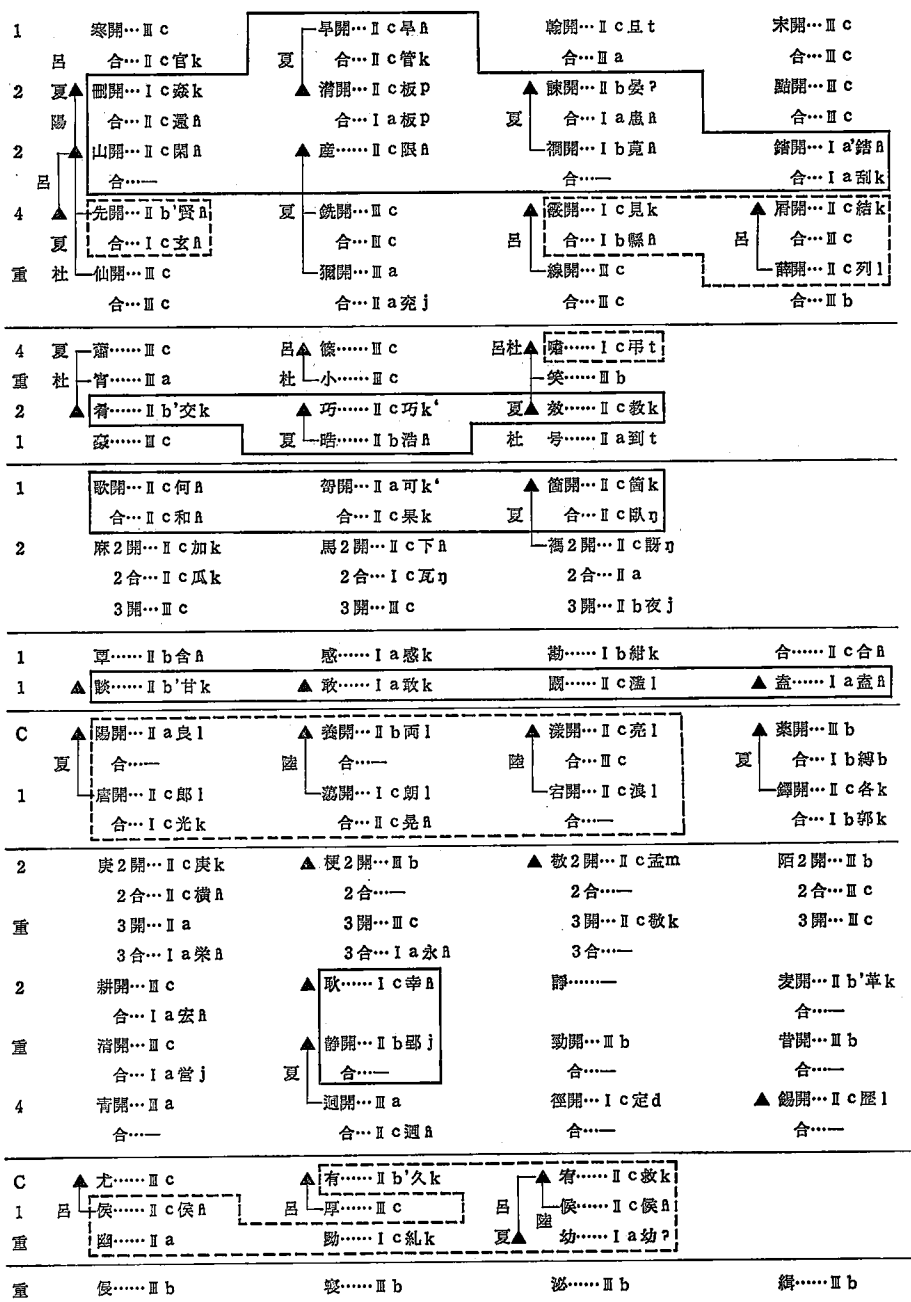 1 寒開…Ⅲc 旱開…Ⅱc旱ɦ 翰開…Ⅱc旦t 末開…Ⅲc
呂 合…Ⅱc官k 夏 合…Ⅱc管k 合…Ⅲa 合…Ⅲc
2 夏▲刪開…Ⅰc姦k ▲潸開…Ⅱc板p ▲諫開…Ⅱb晏? 黠開…Ⅲc
陽 合…Ⅱc還ɦ 合…Ⅰa板p 夏 合…Ⅰa患ɦ 合…Ⅲc
2 ▲山開…Ⅱc閑ɦ ▲産……Ⅱc限ɦ 襇開…Ⅰb莧ɦ 鎋開…Ⅰa'鎋ɦ
呂 合…— 合…— 合…Ⅰa刮k
4 ▲先開…Ⅱb'賢ɦ 夏 銑開…Ⅲc ▲霰開…Ⅱc見k ▲屑開…Ⅱc結k
夏 合…Ⅰc玄ɦ 合…Ⅲc 呂 合…Ⅰb縣ɦ 呂 合…Ⅲc
重 杜 仙開…Ⅲc 獮開…Ⅲa 線開…Ⅲc 薛開…Ⅱc列l
合…Ⅲc 合…Ⅱa兗j 合…Ⅲc 合…Ⅲb
4 夏 蕭……Ⅲc 呂▲篠……Ⅱc 呂杜▲嘯……Ⅰc弔t
重 杜 宵……Ⅲa 杜 小……Ⅲc 笑……Ⅲb
2 ▲肴……Ⅱb'交k ▲巧……Ⅱc巧k‘ 夏▲效……Ⅱc教k
1 豪……Ⅲc 夏 晧……Ⅱb浩ɦ 杜 号……Ⅱa到t
1 歌開…Ⅱc何ɦ 哿開…Ⅱa可k‘ ▲箇開…Ⅱc箇k
合…Ⅱc和ɦ 合…Ⅱc果k 夏 合…Ⅱc臥ŋ
2 麻2開…Ⅱc加k 馬2開…Ⅱc下ɦ 禡2開…Ⅱc訝ŋ
2合…Ⅱc瓜k 2合…Ⅰc瓦ŋ 2合…Ⅱa
3開…Ⅲc 3開…Ⅲc 3開…Ⅱb夜j
1 覃……Ⅱb含ɦ 感……Ⅰa感k 勘……Ⅰb紺k 合……Ⅱc合ɦ
1 ▲談……Ⅱb'甘k ▲敢……Ⅰa敢k 闞……Ⅱc濫l ▲盍……Ⅰa盍ɦ
C ▲陽開…Ⅱa良l ▲養開…Ⅱb両l ▲漾開…Ⅱc亮l ▲薬開…Ⅲb
夏 合…— 陸 合…— 陸 合…Ⅲc 夏 合…Ⅰb縛b
1 唐開…Ⅱc郎l 蕩開…Ⅰc朗l 宕開…Ⅱc浪l 鐸開…Ⅱc各k
合…Ⅰc光k 合…Ⅱc晃ɦ 合…— 合…Ⅰb郭k
2 庚2開…Ⅱc庚k ▲梗2開…Ⅲb ▲敬2開…Ⅱc孟m 陌2開…Ⅲb
2合…Ⅱc横ɦ 2合…— 2合…— 2合…Ⅲc
重 3開…Ⅱa 3開…Ⅲc 3開…Ⅱc敬k 3開…Ⅲc
3合…Ⅰa栄ɦ 3合…Ⅰa永ɦ 3合…—
2 耕開…Ⅲc ▲耿……Ⅰc幸ɦ 諍……— 麦開…Ⅱb'革k
合…Ⅰa宏ɦ 合…—
重 清開…Ⅲc ▲静開…Ⅱb郢j 勁開…Ⅲb 昔開…Ⅲb
合…Ⅰa営j 夏 合…— 合…— 合…—
4 青開…Ⅱa 迥開…Ⅲa 徑開…Ⅰc定d ▲錫開…Ⅱc歴l
合…— 合…Ⅱc迥ɦ 合…— 合…—
C ▲尤……Ⅲc ▲有……Ⅱb'久k ▲宥……Ⅱc救k
1 呂 侯……Ⅱc侯ɦ 呂 厚……Ⅲc 呂 陸 候……Ⅱc候ɦ
重 幽……Ⅱa 黝……Ⅰc糺k 夏▲ 幼……Ⅰa幼?
重 侵……Ⅲb 寝……Ⅲb 沁……Ⅲb 緝……Ⅲb